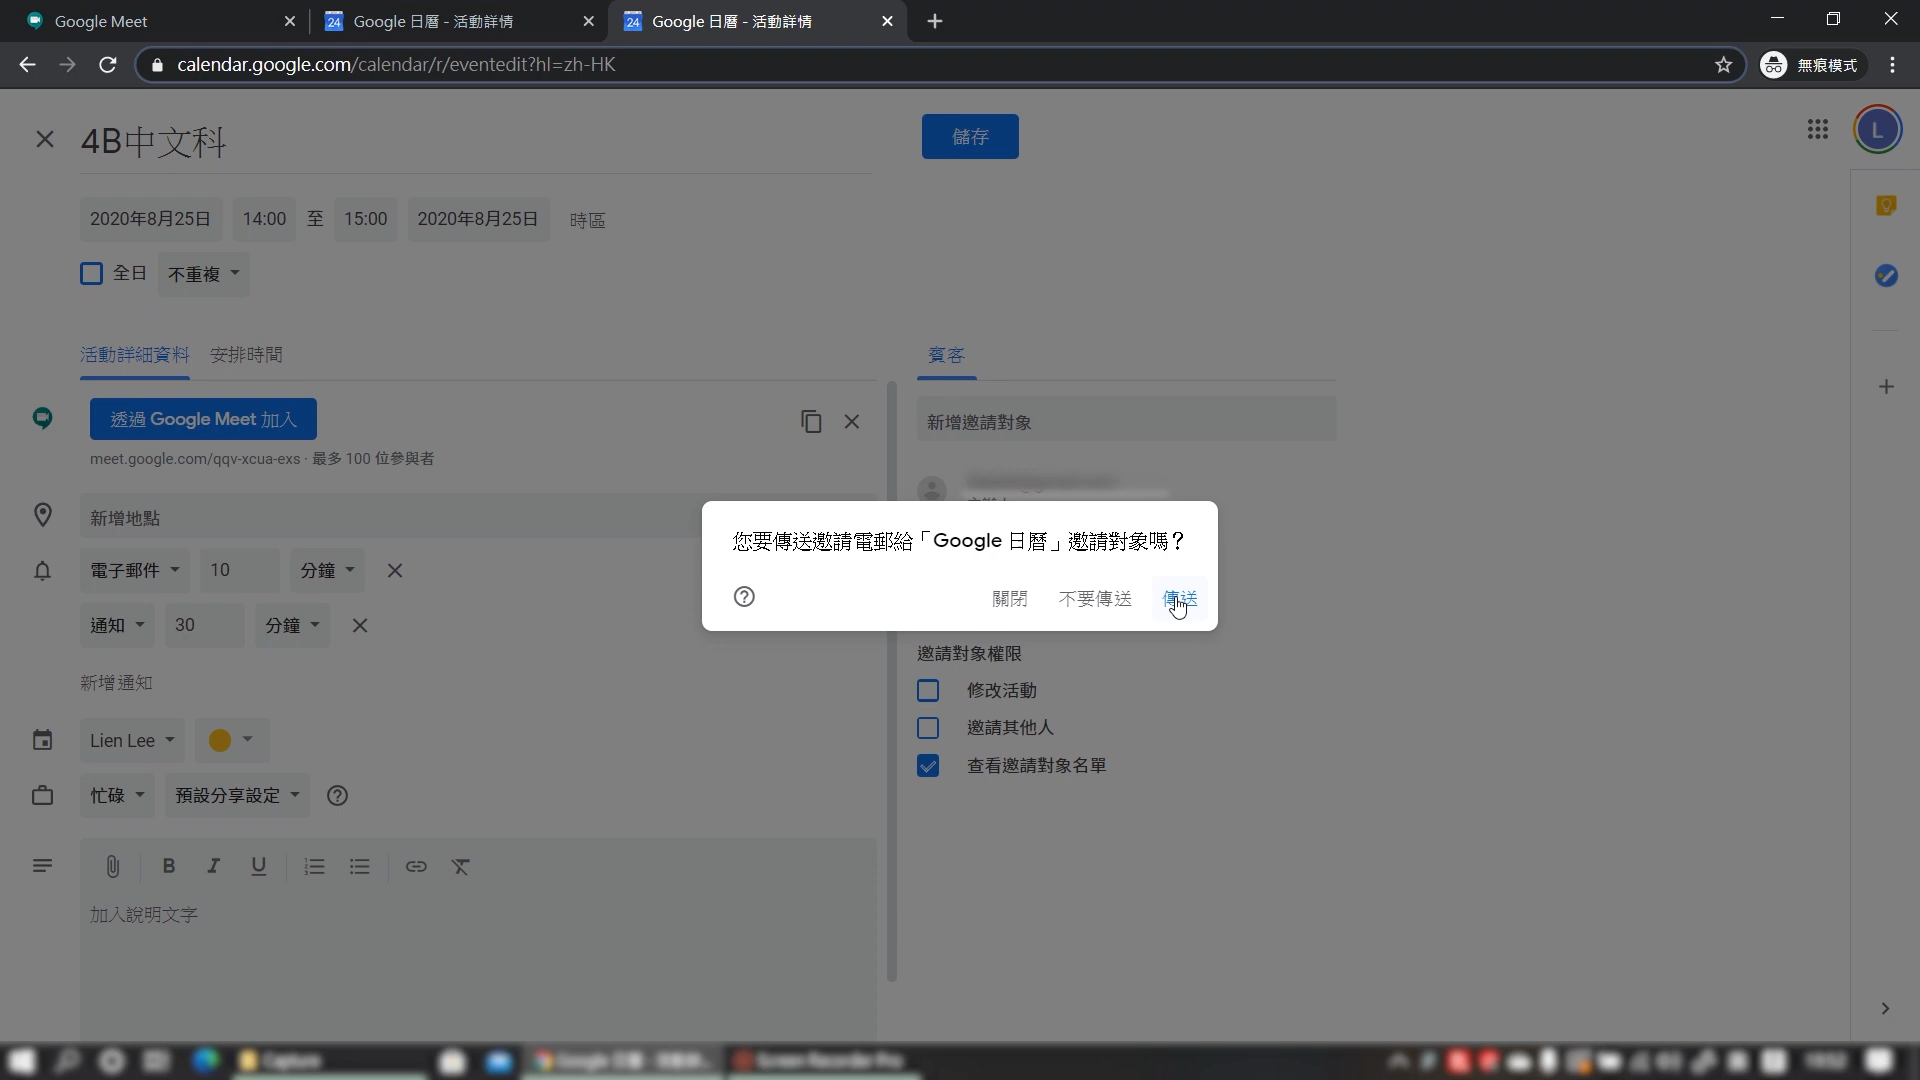 Google Meet
Google 日曆 - 活動詳情
Google 日曆 - 活動詳情
calendar.google.com/calendar/r/eventedit?hl=zh-HK
無痕模式
4B中文科
儲存
L
2020年8月25日 14:00 至 15:00 2020年8月25日 時區
全日 不重複
活動詳細資料 安排時間
賓客
透過 Google Meet 加入
meet.google.com/qqv-xcua-exs · 最多 100 位參與者
新增邀請對象
新增地點
您要傳送邀請電郵給「Google 日曆」邀請對象嗎？
關閉 不要傳送 傳送
電子郵件 10 分鐘
通知 30 分鐘
新增通知
邀請對象權限
修改活動
邀請其他人
查看邀請對象名單
Lien Lee
忙碌 預設分享設定
B I U
加入說明文字
Capture
Screen Recorder Pro